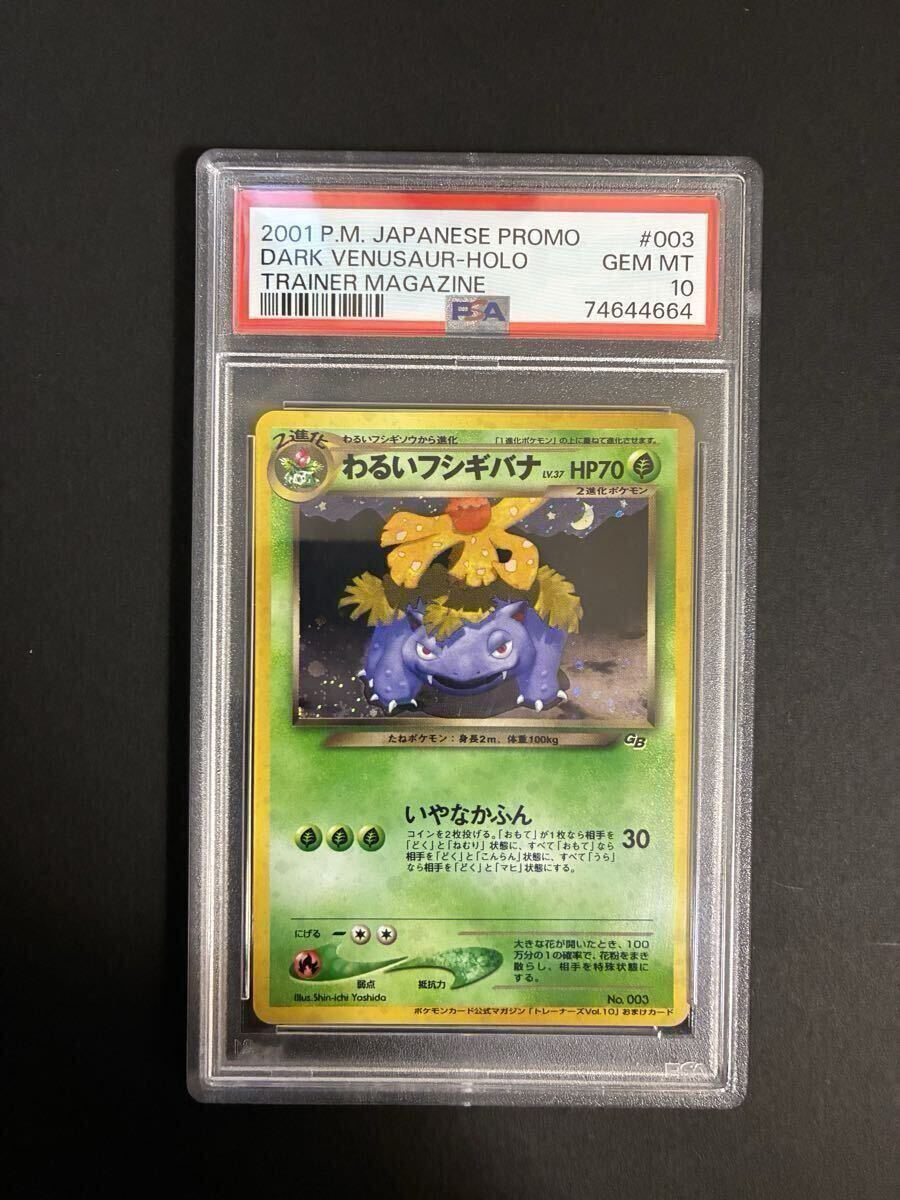 2001 P.M. JAPANESE PROMO #003
DARK VENUSAUR-HOLO GEM MT
TRAINER MAGAZINE 10
PSA 74644664
2進化 わるいフシギソウから進化 「1進化ポケモン」の上に重ねて進化させます。
わるいフシギバナ LV.37 HP70
2進化ポケモン
たねポケモン：身長2m、体重100kg
GB
いやなかふん
コインを2枚投げる。「おもて」が1枚なら相手を
「どく」と「ねむり」状態に、すべて「おもて」なら
相手を「どく」と「こんらん」状態に、すべて「うら」
なら相手を「どく」と「マヒ」状態にする。
30
にげる
弱点 抵抗力
大きな花が開いたとき、100
万分の1の確率で、花粉をまき
散らし、相手を特殊状態に
する。
Illus.Shin-ichi Yoshida No. 003
ポケモンカード公式マガジン「トレーナーズVol.10」おまけカード